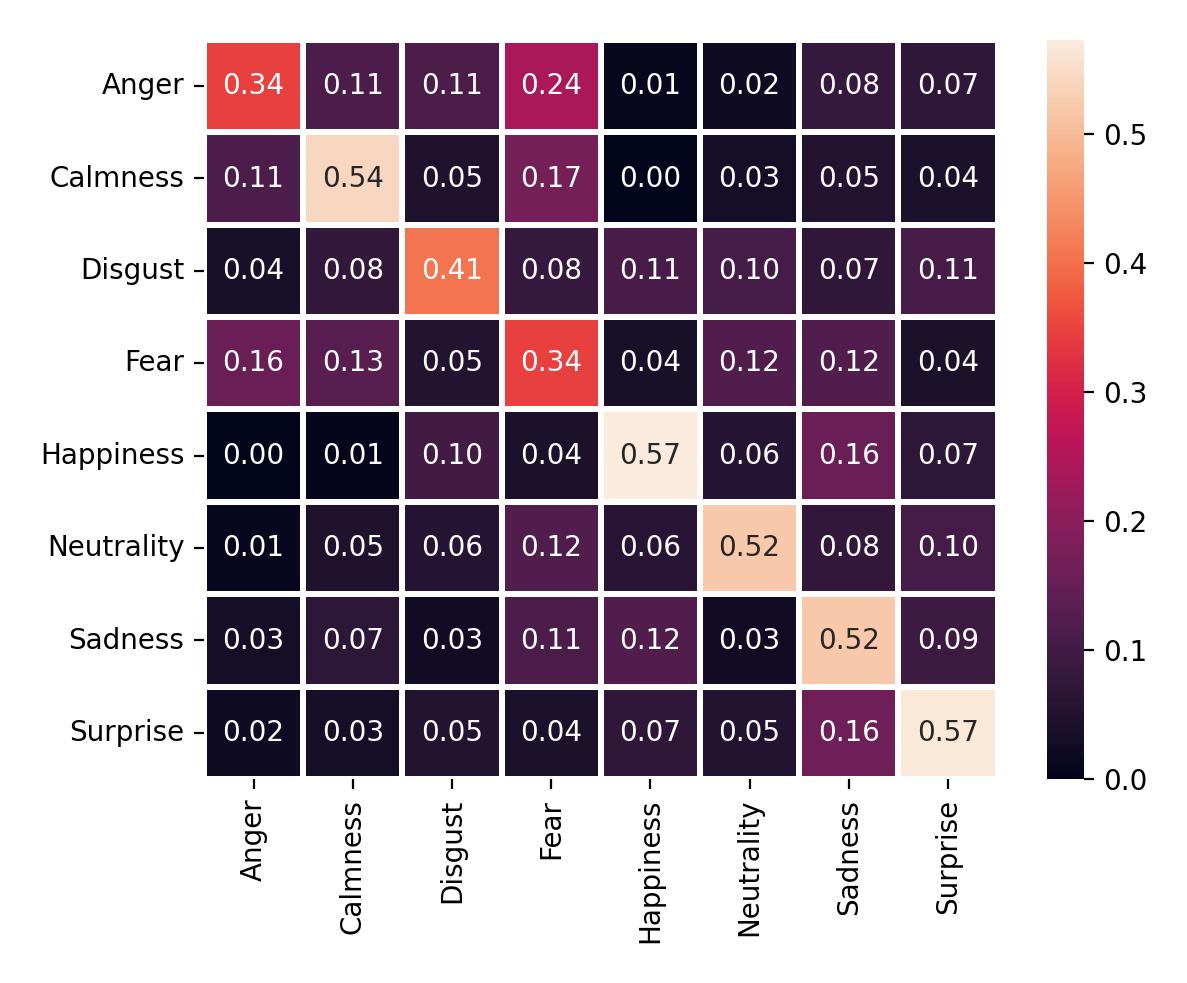 Anger 0.34 0.11 0.11 0.24 0.01 0.02 0.08 0.07
0.5
Calmness 0.11 0.54 0.05 0.17 0.00 0.03 0.05 0.04
Disgust 0.04 0.08 0.41 0.08 0.11 0.10 0.07 0.11
0.4
Fear 0.16 0.13 0.05 0.34 0.04 0.12 0.12 0.04
0.3
Happiness 0.00 0.01 0.10 0.04 0.57 0.06 0.16 0.07
0.2
Neutrality 0.01 0.05 0.06 0.12 0.06 0.52 0.08 0.10
Sadness 0.03 0.07 0.03 0.11 0.12 0.03 0.52 0.09
0.1
Surprise 0.02 0.03 0.05 0.04 0.07 0.05 0.16 0.57
0.0
Anger
Calmness
Disgust
Fear
Happiness
Neutrality
Sadness
Surprise